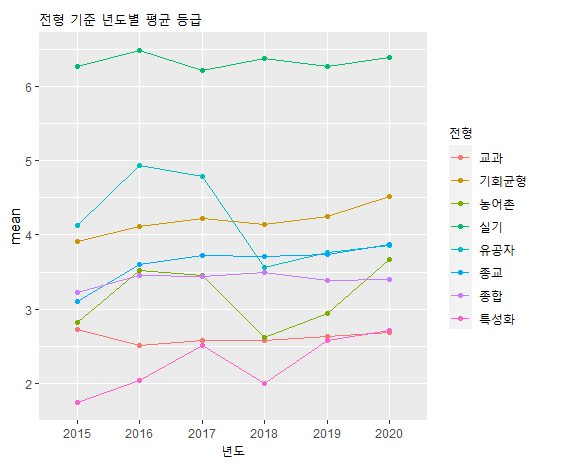 전형 기준 년도별 평균 등급
mean
6
5
4
3
2
2015 2016 2017 2018 2019 2020
년도
전형
교과
기회균형
농어촌
실기
유공자
종교
종합
특성화